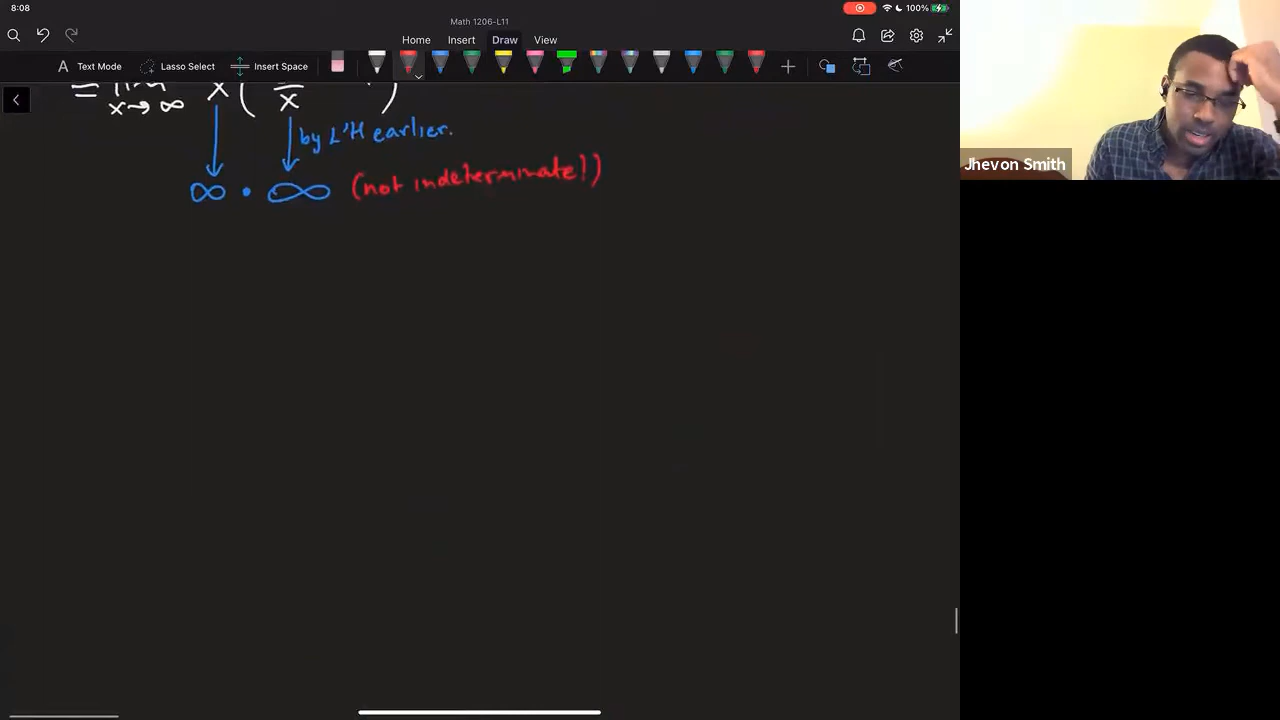 8:08
100%
Math 1206-L11
Home Insert Draw View
Text Mode Lasso Select Insert Space
= lim x→∞ x( x )
by L'H earlier.
∞ • ∞ (not indeterminate!)
Jhevon Smith